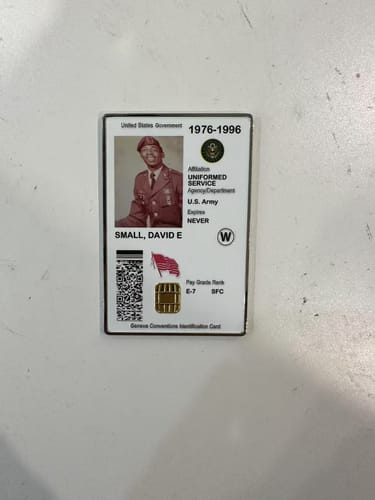 United States Government
1976-1996
Affiliation
UNIFORMED
SERVICE
Agency/Department
U.S. Army
Expires
NEVER
SMALL, DAVID E
W
Pay Grade Rank
E-7 SFC
Geneva Conventions Identification Card